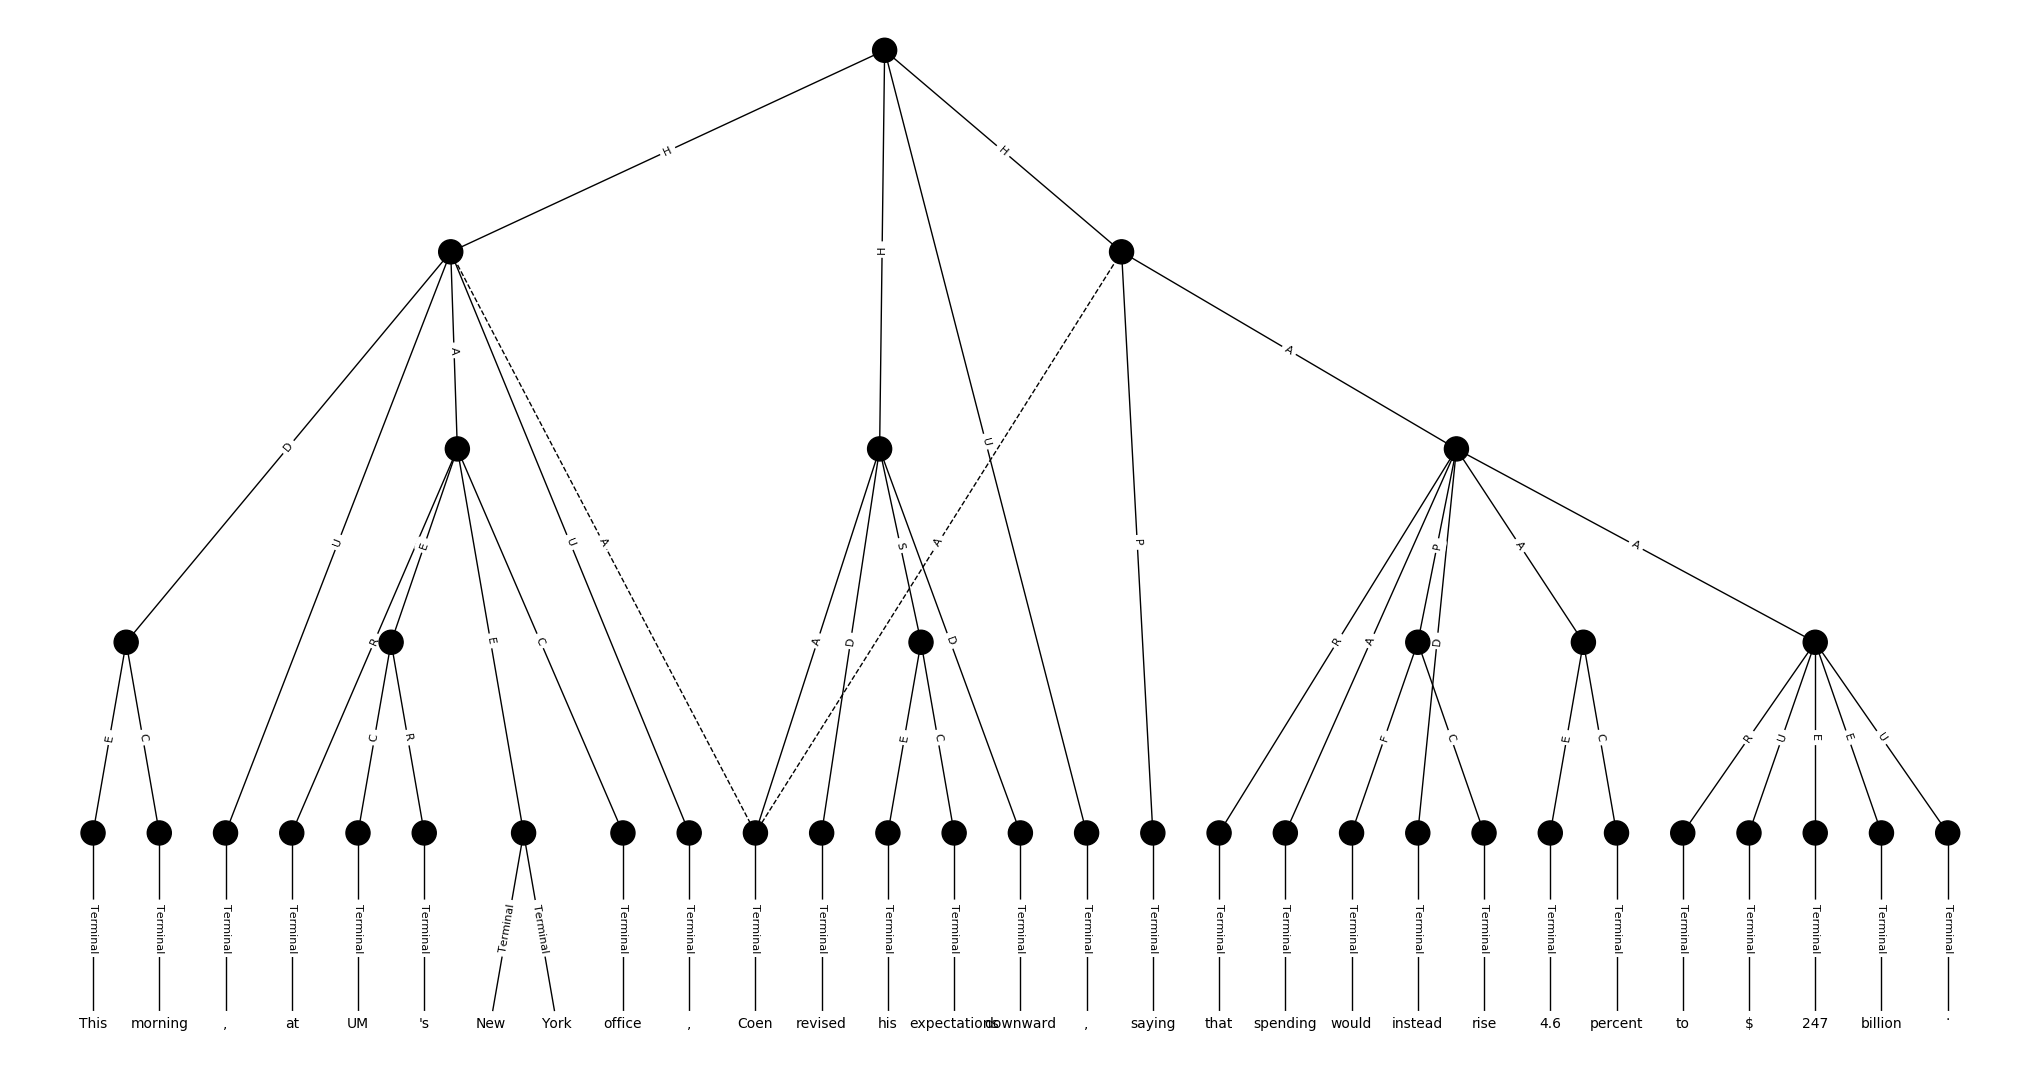 H H
H
A A
D U S D
R E U A A P P A A
R E C A D R A D
E C C R E C F C E C R U E E U
Terminal Terminal Terminal Terminal Terminal Terminal Terminal Terminal Terminal Terminal Terminal Terminal Terminal Terminal Terminal Terminal Terminal Terminal Terminal Terminal Terminal Terminal Terminal Terminal Terminal Terminal Terminal Terminal Terminal
This morning , at UM 's New York office , Coen revised his expectations downward , saying that spending would instead rise 4.6 percent to $ 247 billion .